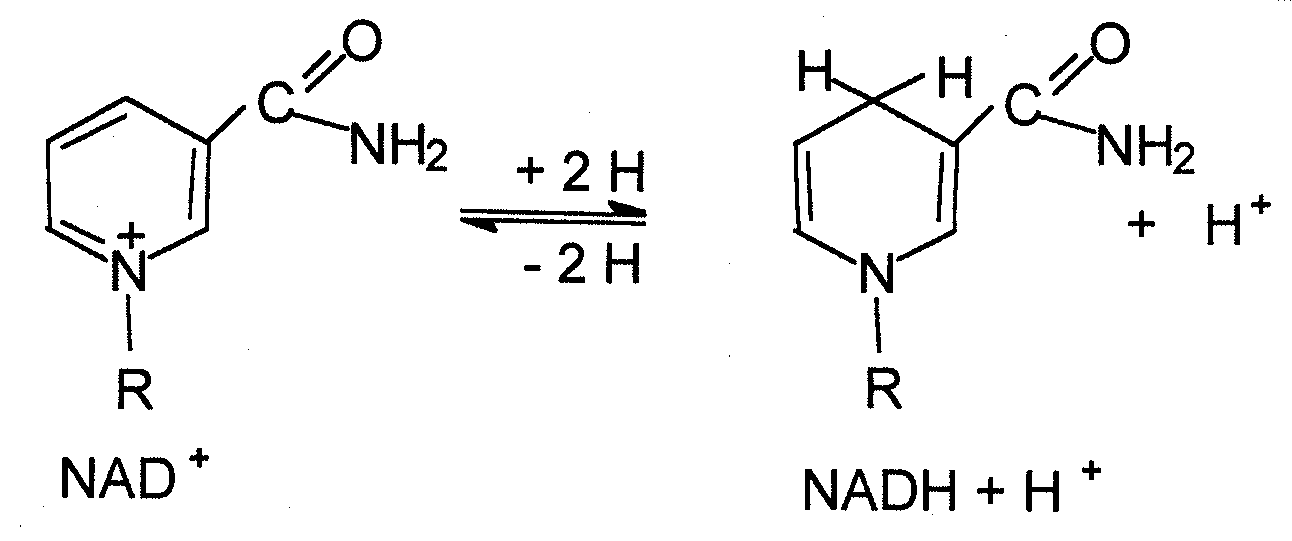 O
C
NH2
+
N
R
NAD+
+ 2 H
- 2 H
H H
O
C
NH2
N
R
+ H+
NADH + H+